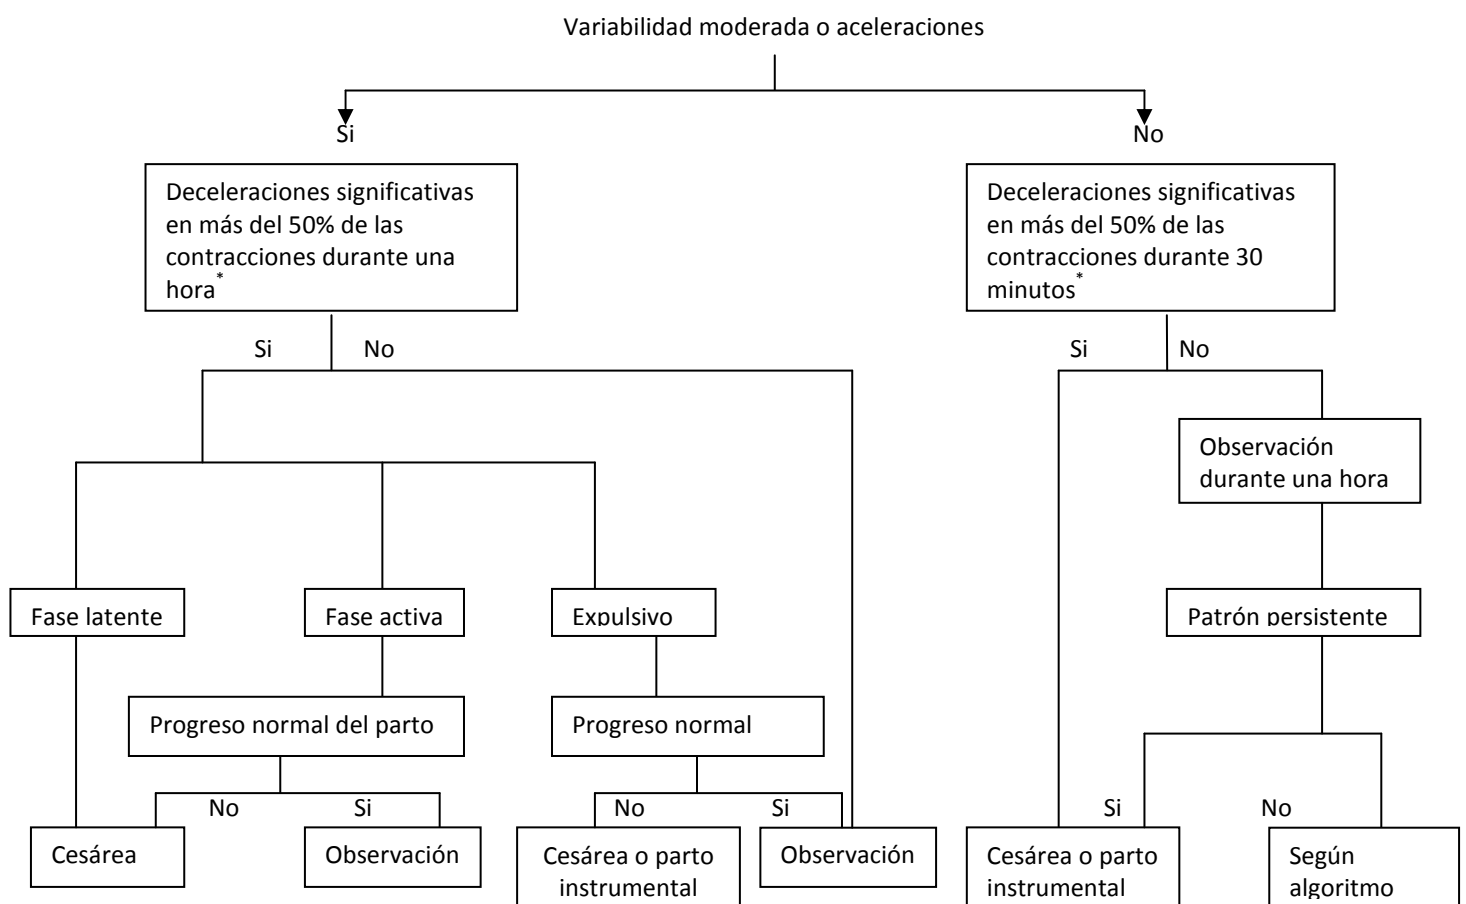 Variabilidad moderada o aceleraciones
Si
No
Deceleraciones significativas
en más del 50% de las
contracciones durante una
hora*
Deceleraciones significativas
en más del 50% de las
contracciones durante 30
minutos*
Si
No
Si
No
Observación
durante una hora
Fase latente
Fase activa
Expulsivo
Patrón persistente
Progreso normal del parto
Progreso normal
No
Si
No
Si
Si
No
Cesárea
Observación
Cesárea o parto
instrumental
Observación
Cesárea o parto
instrumental
Según
algoritmo